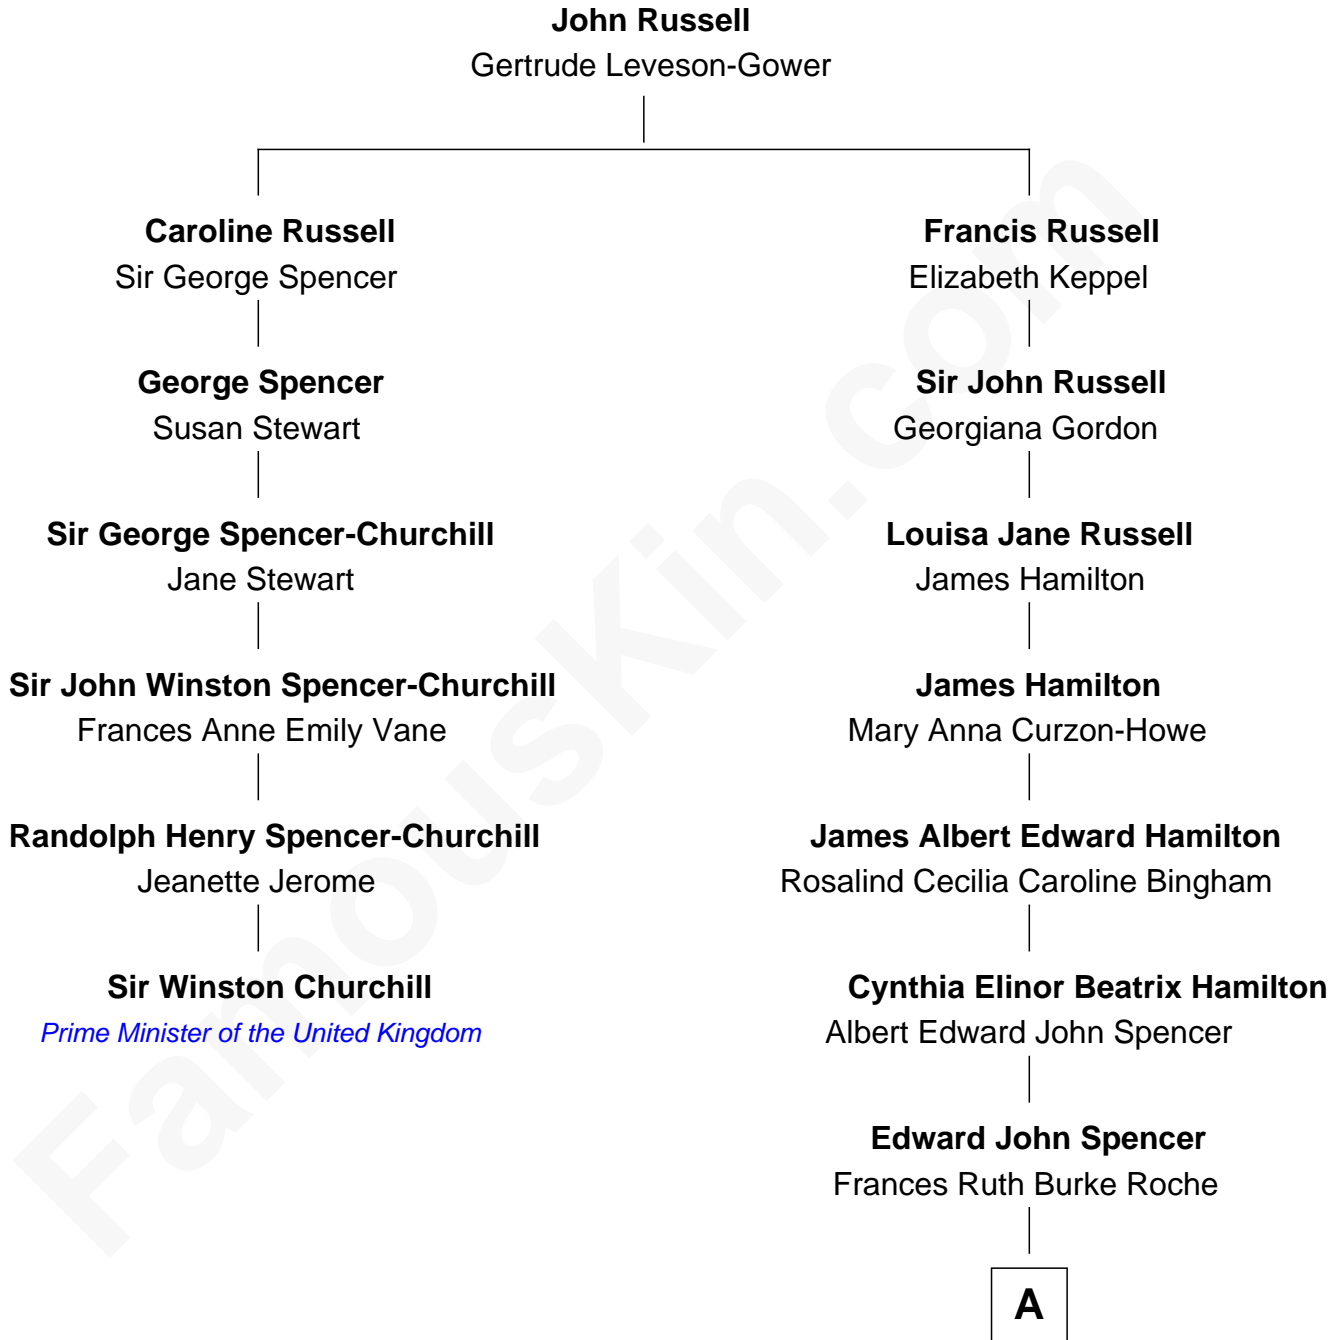 John Russell
Gertrude Leveson-Gower
Caroline Russell
Sir George Spencer
Francis Russell
Elizabeth Keppel
George Spencer
Susan Stewart
Sir John Russell
Georgiana Gordon
Sir George Spencer-Churchill
Jane Stewart
Louisa Jane Russell
James Hamilton
Sir John Winston Spencer-Churchill
Frances Anne Emily Vane
James Hamilton
Mary Anna Curzon-Howe
Randolph Henry Spencer-Churchill
Jeanette Jerome
James Albert Edward Hamilton
Rosalind Cecilia Caroline Bingham
Sir Winston Churchill
Prime Minister of the United Kingdom
Cynthia Elinor Beatrix Hamilton
Albert Edward John Spencer
Edward John Spencer
Frances Ruth Burke Roche
A
FamousKin.com